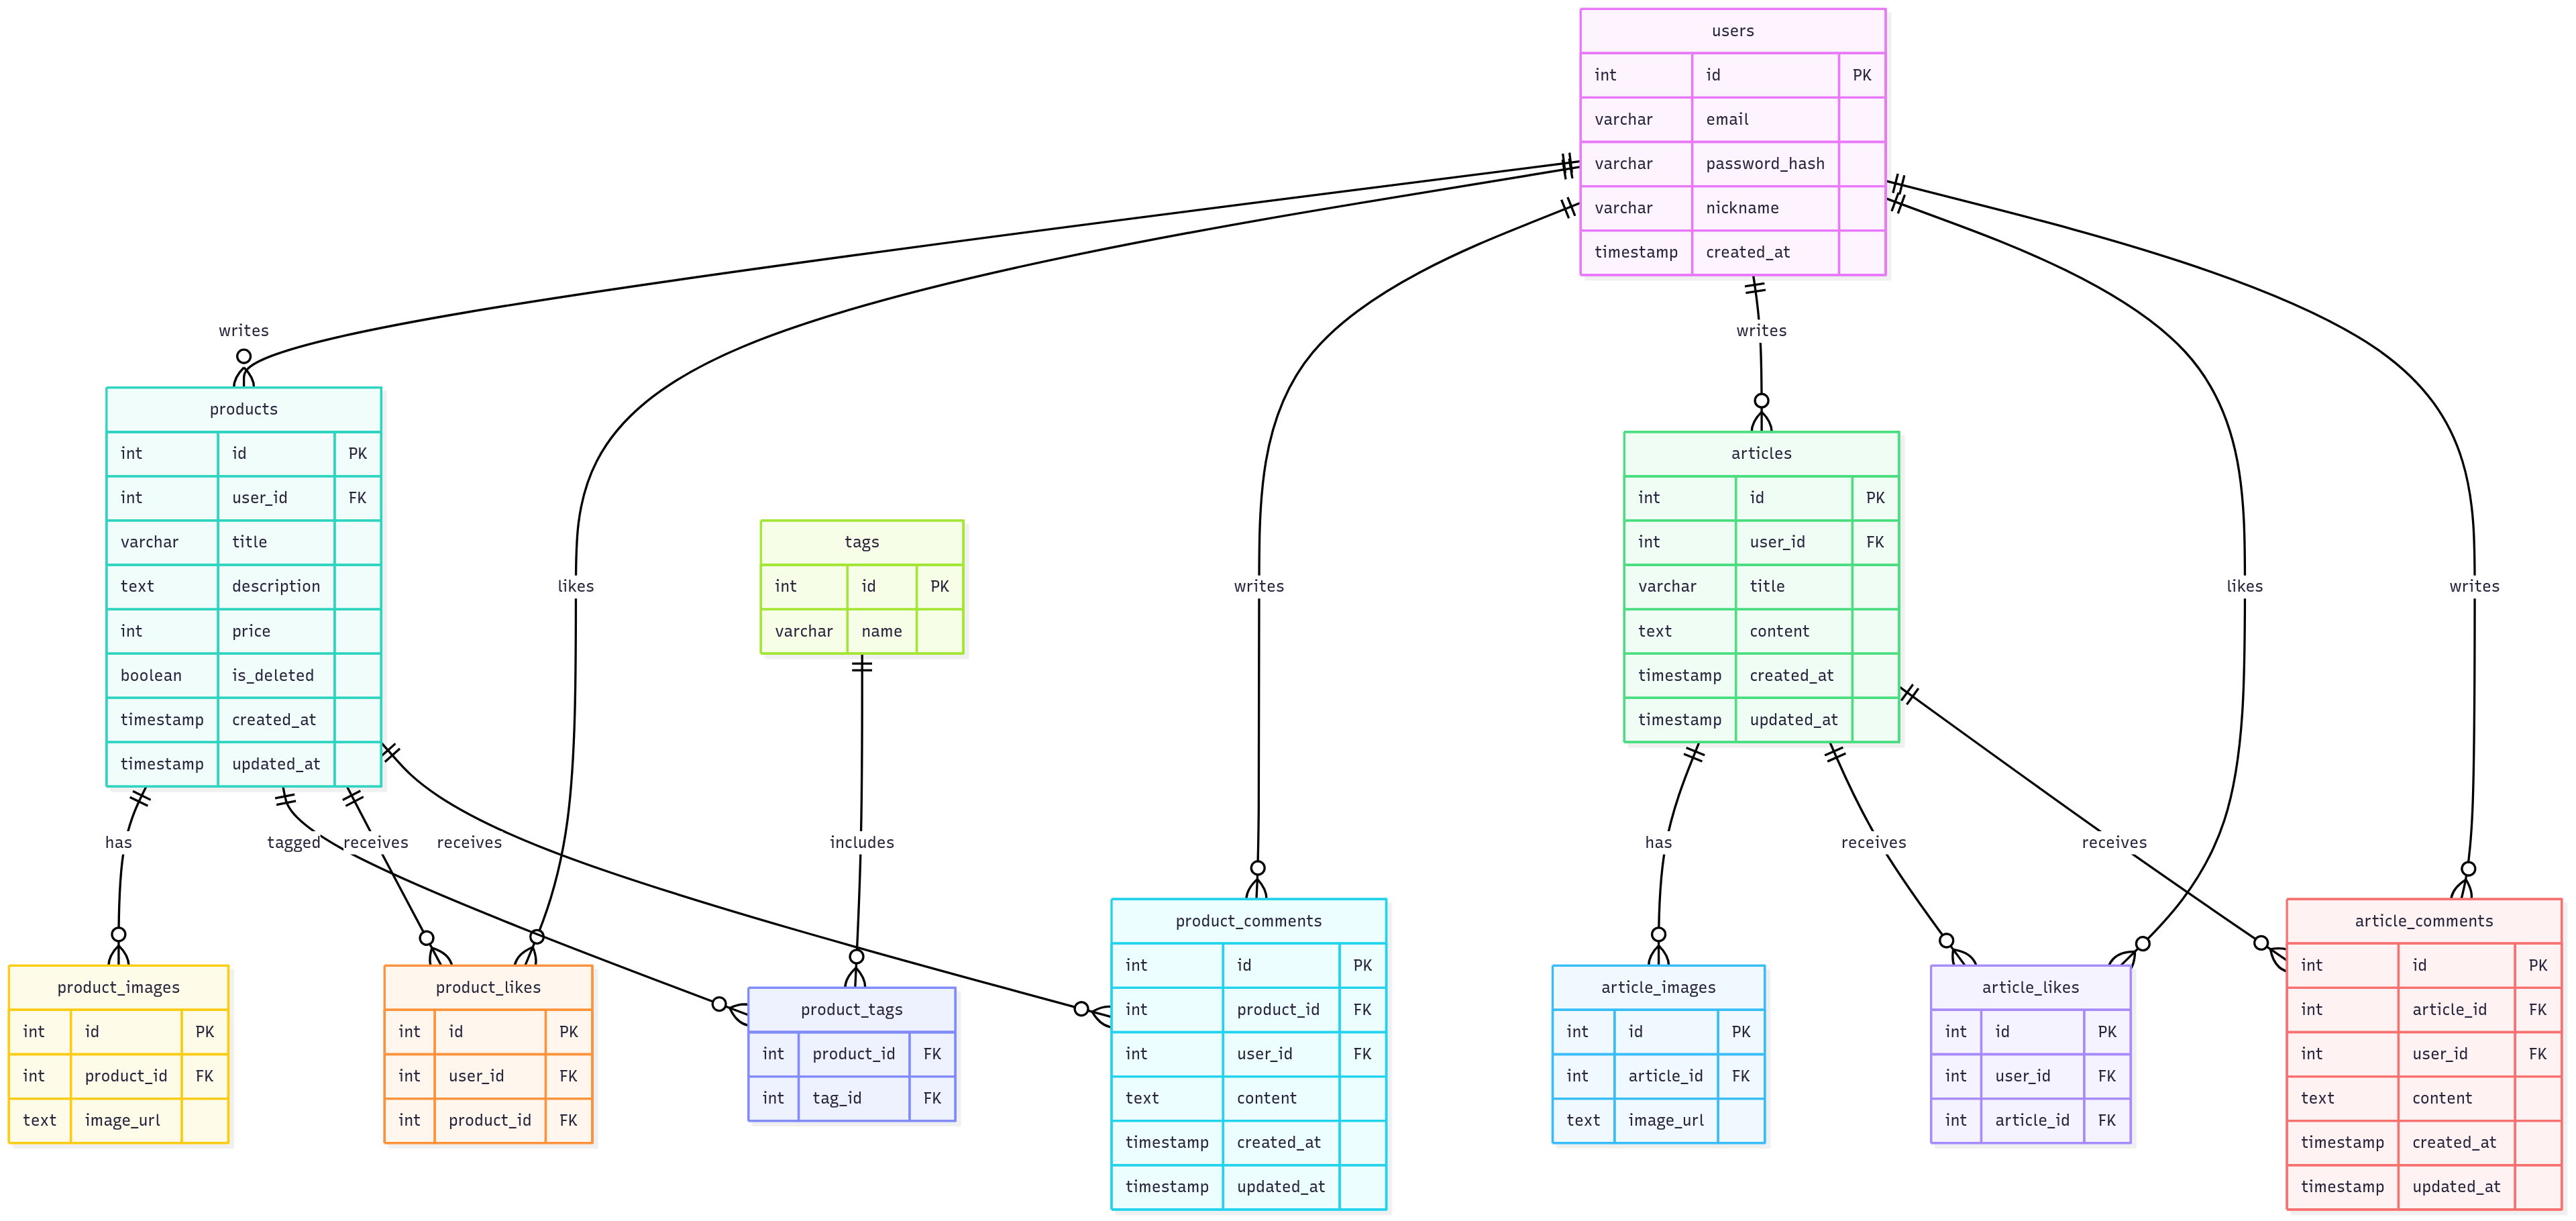 users
int id PK
varchar email
varchar password_hash
varchar nickname
timestamp created_at
writes
writes
products
int id PK
int user_id FK
varchar title
text description
int price
boolean is_deleted
timestamp created_at
timestamp updated_at
articles
int id PK
int user_id FK
varchar title
text content
timestamp created_at
timestamp updated_at
tags
int id PK
varchar name
likes
writes
likes
writes
has
tagged
receives
receives
includes
has
receives
receives
product_images
int id PK
int product_id FK
text image_url
product_likes
int id PK
int user_id FK
int product_id FK
product_tags
int product_id FK
int tag_id FK
product_comments
int id PK
int product_id FK
int user_id FK
text content
timestamp created_at
timestamp updated_at
article_images
int id PK
int article_id FK
text image_url
article_likes
int id PK
int user_id FK
int article_id FK
article_comments
int id PK
int article_id FK
int user_id FK
text content
timestamp created_at
timestamp updated_at